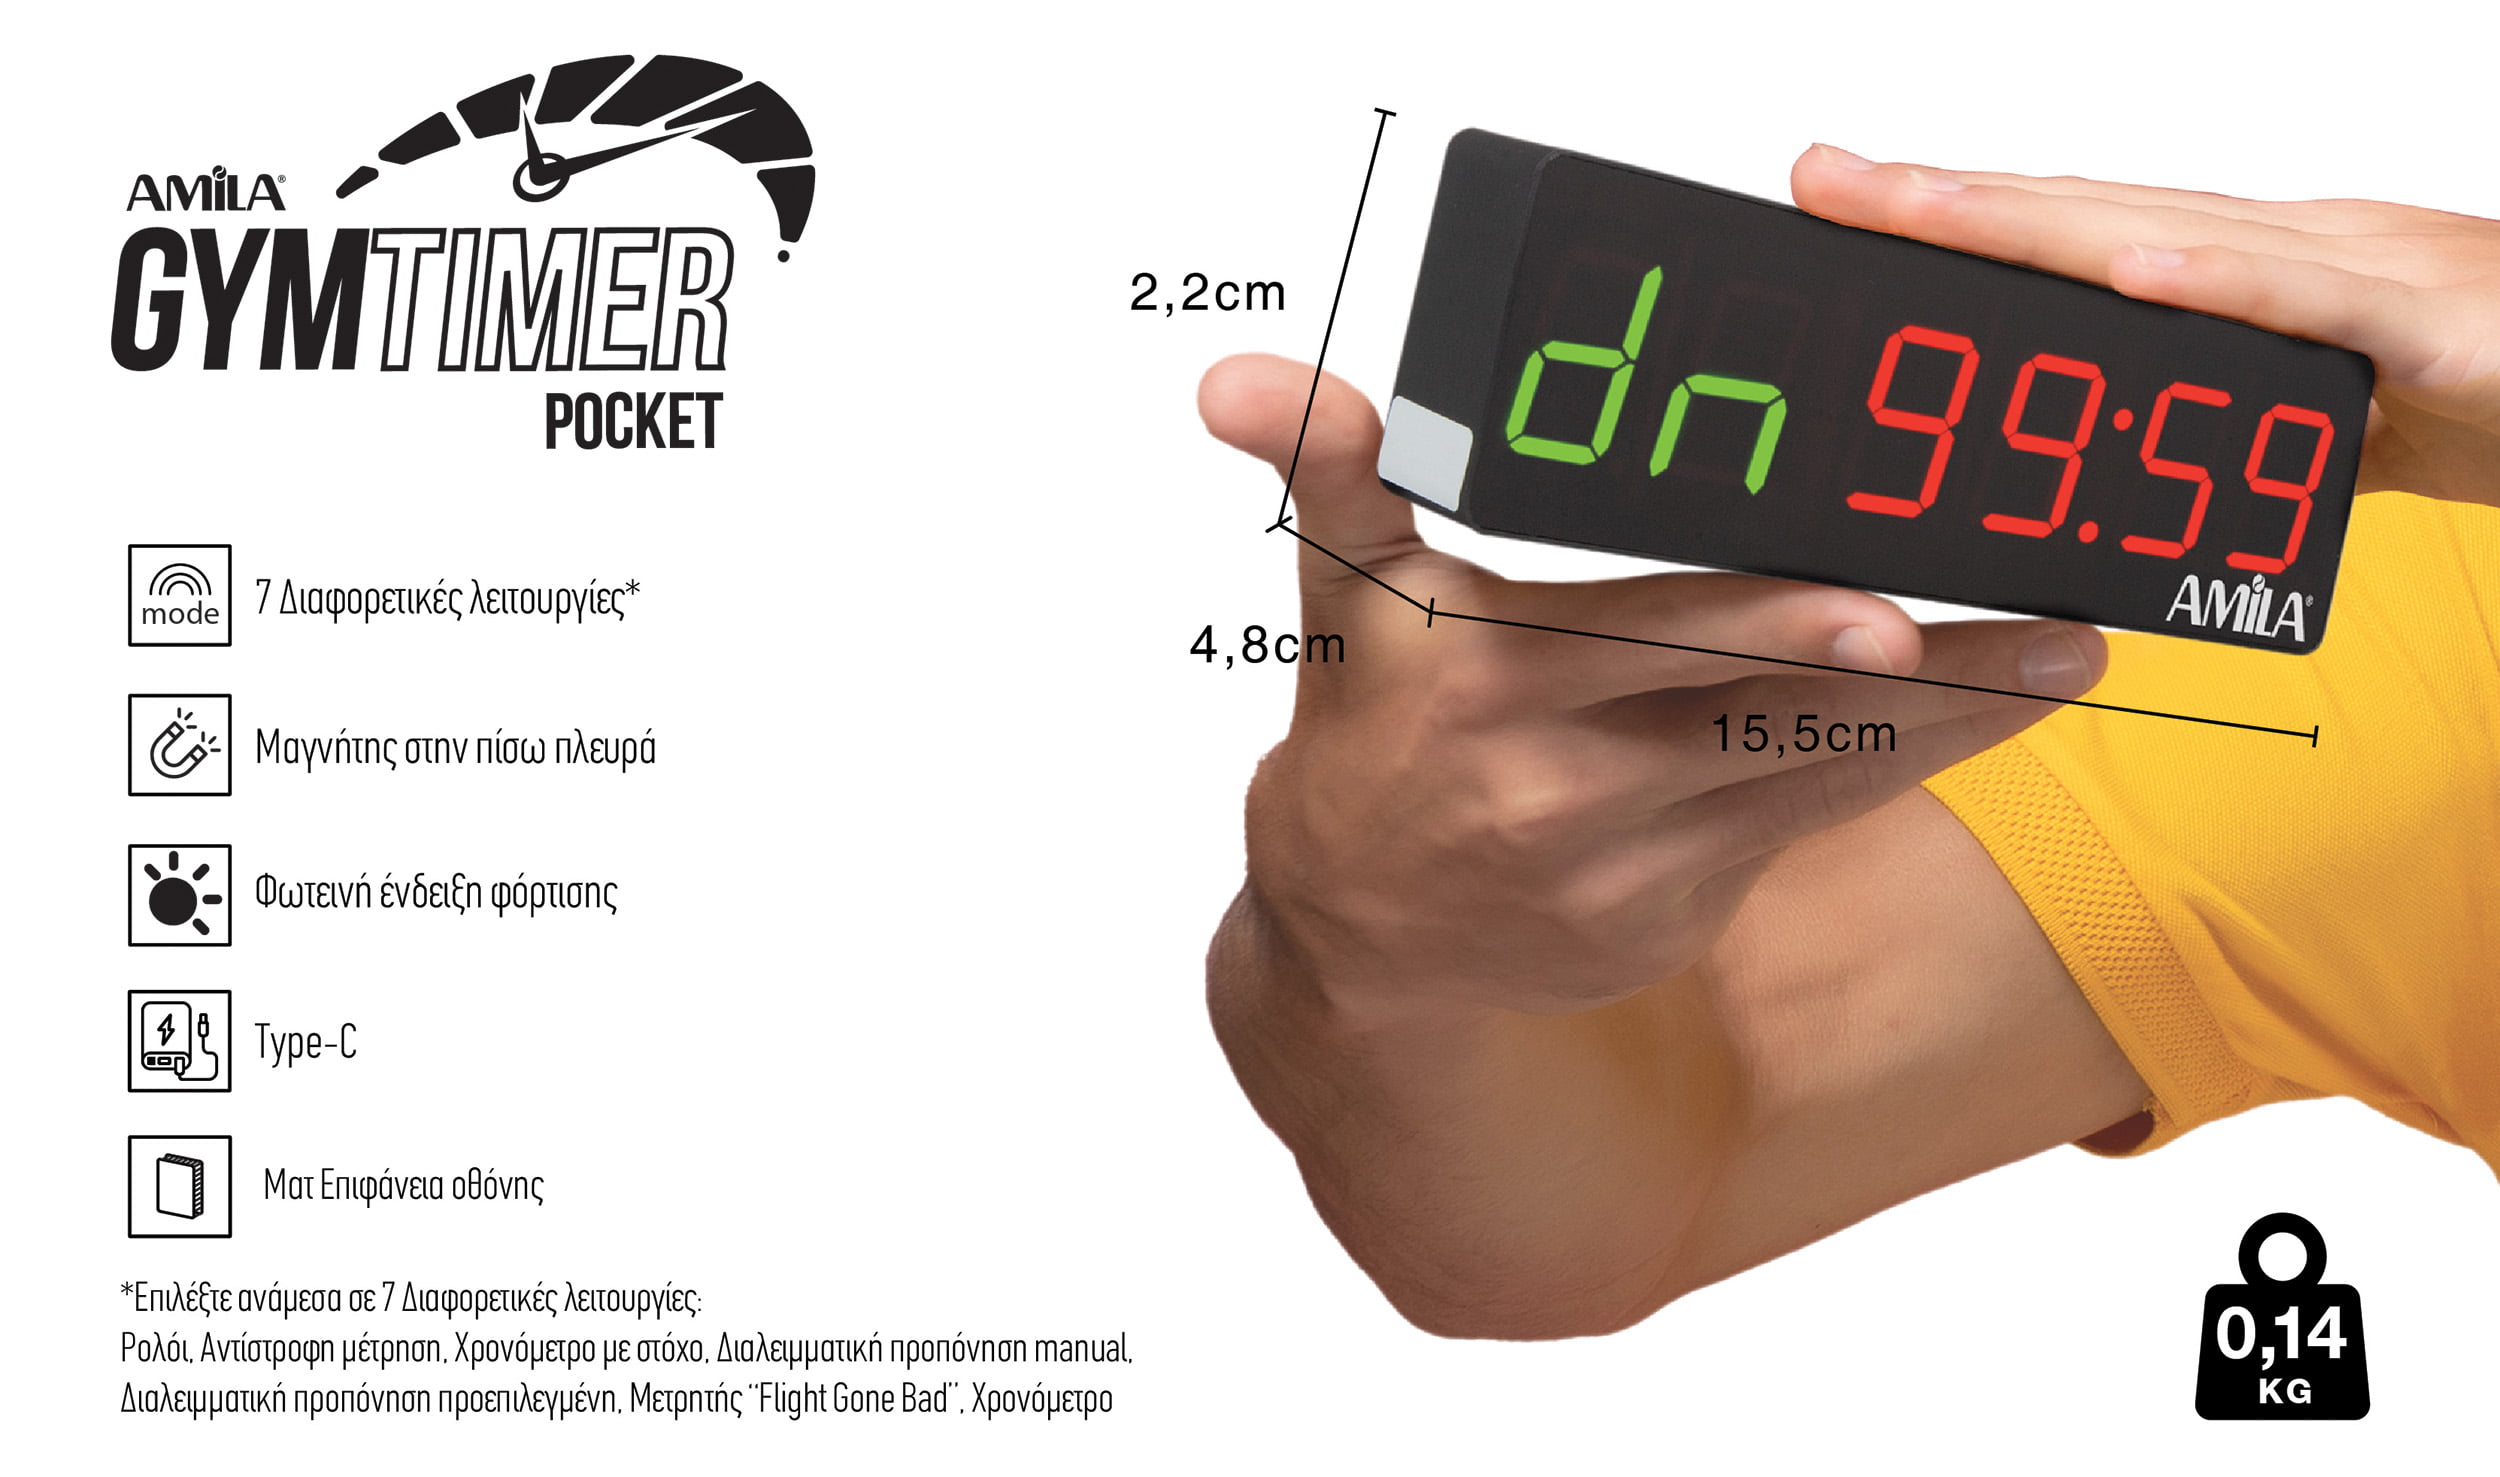 AMILA®
GYMTIMER
POCKET
mode
7 Διαφορετικές λειτουργίες*
Μαγνήτης στην πίσω πλευρά
Φωτεινή ένδειξη φόρτισης
Type-C
Ματ Επιφάνεια οθόνης
*Επιλέξτε ανάμεσα σε 7 Διαφορετικές λειτουργίες:
Ρολόι, Αντίστροφη μέτρηση, Χρονόμετρο με στόχο, Διαλειμματική προπόνηση manual,
Διαλειμματική προπόνηση προεπιλεγμένη, Μετρητής “Flight Gone Bad”, Χρονόμετρο
2,2cm
4,8cm
15,5cm
dn 99:59
AMILA®
0,14
KG